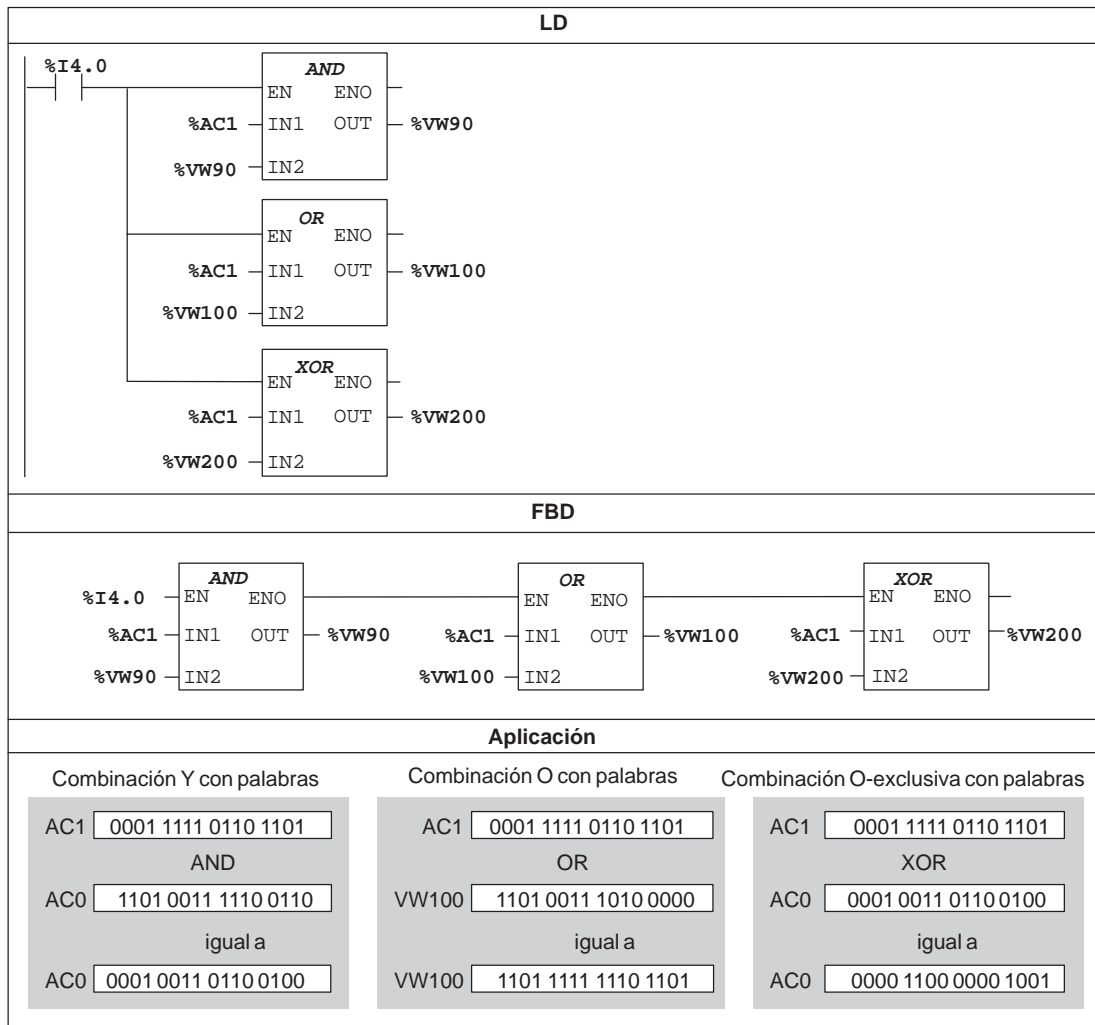 LD
%I4.0
AND
EN ENO
%AC1 IN1 OUT %VW90
%VW90 IN2
OR
EN ENO
%AC1 IN1 OUT %VW100
%VW100 IN2
XOR
EN ENO
%AC1 IN1 OUT %VW200
%VW200 IN2
FBD
AND
%I4.0 EN ENO
%AC1 IN1 OUT %VW90
%VW90 IN2
OR
EN ENO
%AC1 IN1 OUT %VW100
%VW100 IN2
XOR
EN ENO
%AC1 IN1 OUT %VW200
%VW200 IN2
Aplicación
Combinación Y con palabras
AC1 0001 1111 0110 1101
AND
AC0 1101 0011 1110 0110
igual a
AC0 0001 0011 0110 0100
Combinación O con palabras
AC1 0001 1111 0110 1101
OR
VW100 1101 0011 1010 0000
igual a
VW100 1101 1111 1110 1101
Combinación O-exclusiva con palabras
AC1 0001 1111 0110 1101
XOR
AC0 0001 0011 0110 0100
igual a
AC0 0000 1100 0000 1001